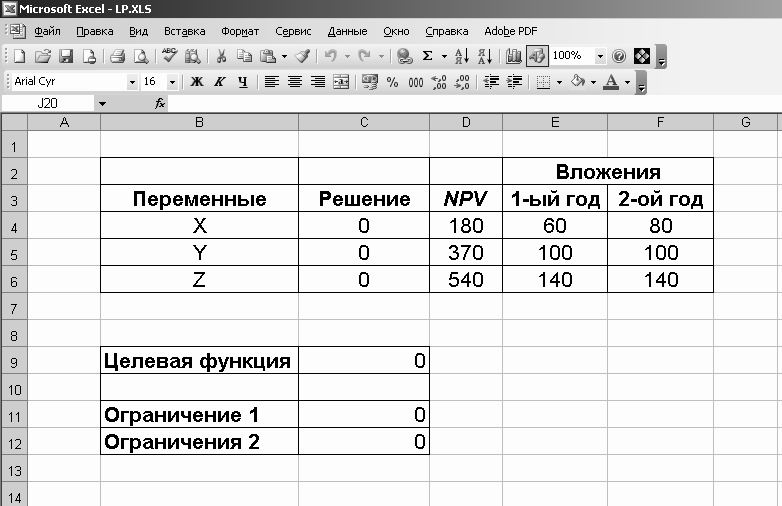 Microsoft Excel - LP.XLS
Файл Правка Вид Вставка Формат Сервис Данные Окно Справка Adobe PDF
100%
Arial Cyr 16 Ж К Ч % 000
J20 fx
A B C D E F G
1
2 Вложения
3 Переменные Решение NPV 1-ый год 2-ой год
4 X 0 180 60 80
5 Y 0 370 100 100
6 Z 0 540 140 140
7
8
9 Целевая функция 0
10
11 Ограничение 1 0
12 Ограничения 2 0
13
14